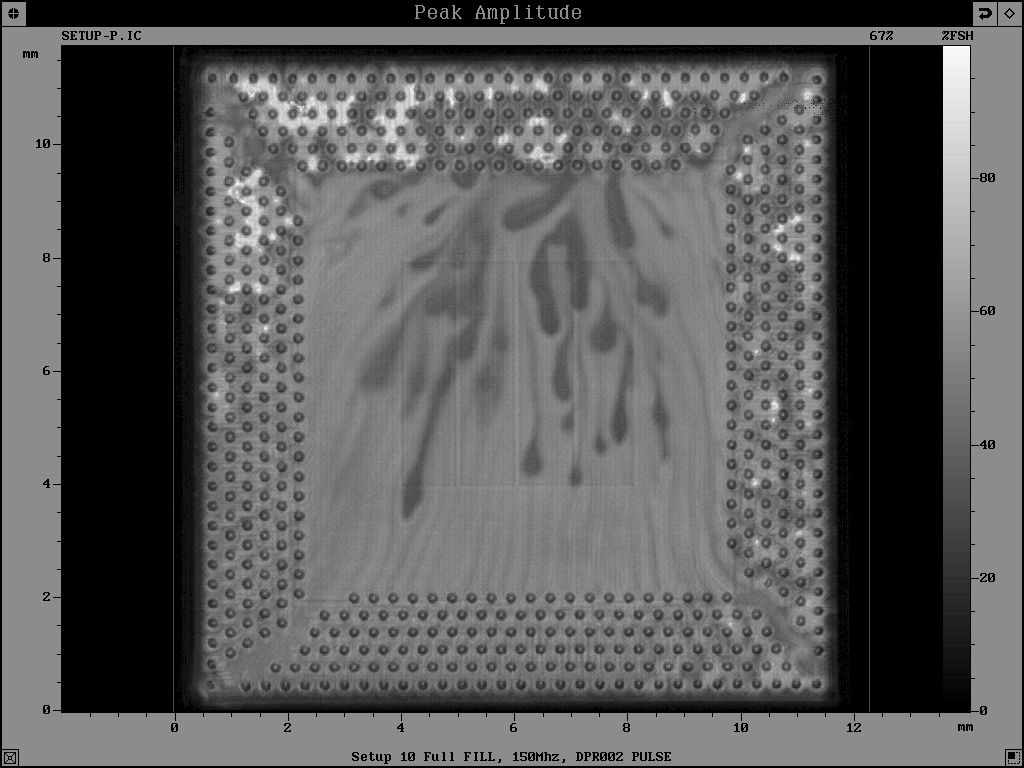 Peak Amplitude
SETUP-P.IC 67% %FSH
mm
10
8
6
4
2
0
80
60
40
20
0
0 2 4 6 8 10 12 mm
Setup 10 Full FILL, 150Mhz, DPR002 PULSE